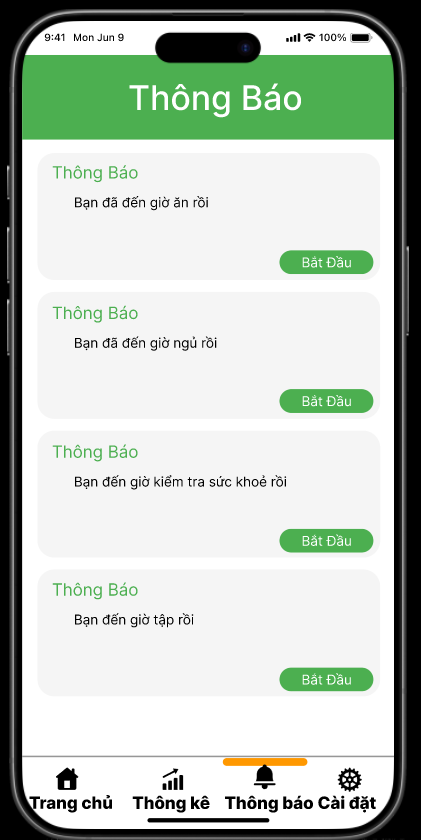 9:41 Mon Jun 9 100%
Thông Báo
Thông Báo
Bạn đã đến giờ ăn rồi
Bắt Đầu
Thông Báo
Bạn đã đến giờ ngủ rồi
Bắt Đầu
Thông Báo
Bạn đến giờ kiểm tra sức khoẻ rồi
Bắt Đầu
Thông Báo
Bạn đến giờ tập rồi
Bắt Đầu
Trang chủ Thông kê Thông báo Cài đặt